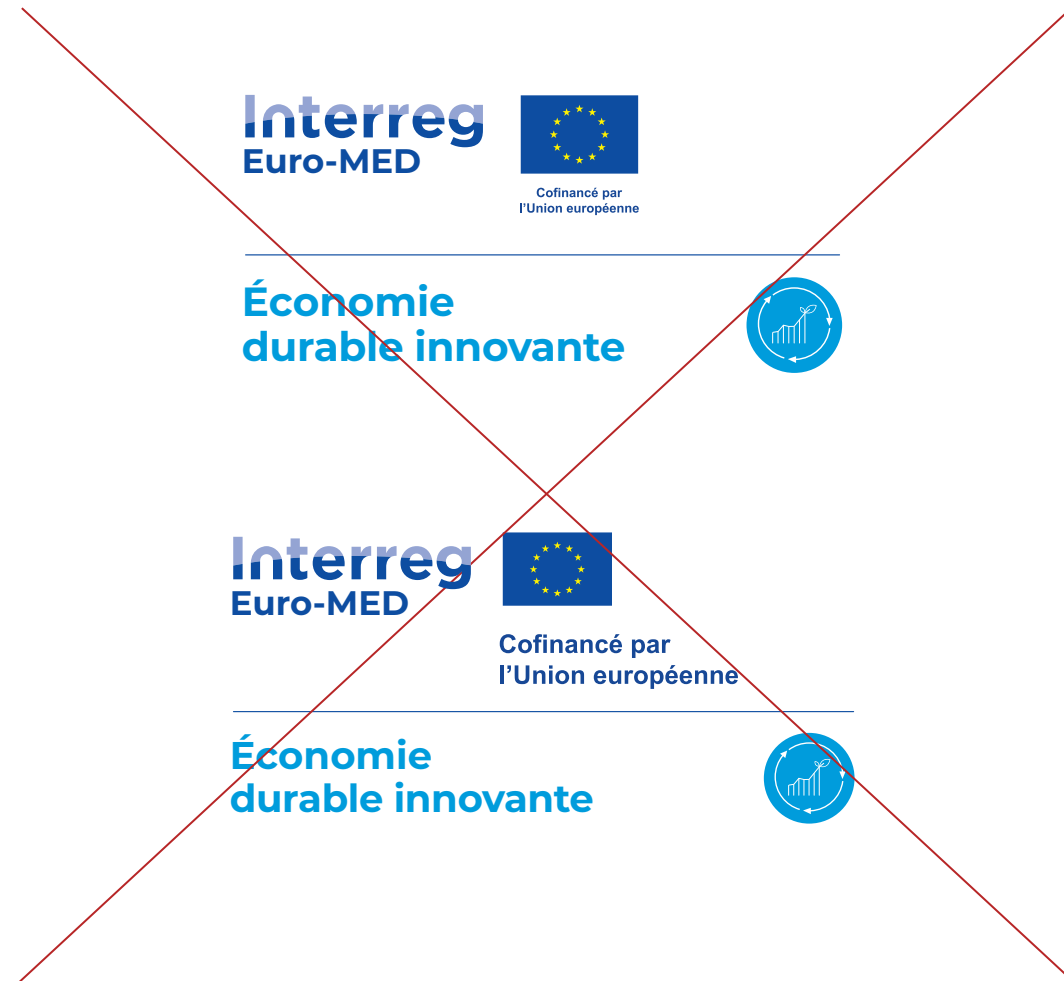 Interreg
Euro-MED
Cofinancé par
l'Union européenne
Économie
durable innovante
Interreg
Euro-MED
Cofinancé par
l'Union européenne
Économie
durable innovante